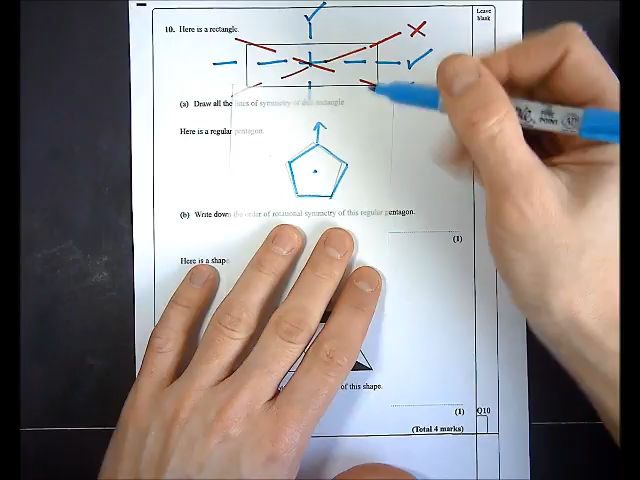 Leave
blank
10. Here is a rectangle.
(a) Draw all the lines of symmetry of this rectangle
Here is a regular pentagon.
(b) Write down the order of rotational symmetry of this regular pentagon.
(1)
Here is a shape
of this shape.
(1)
Q10
(Total 4 marks)
POINT